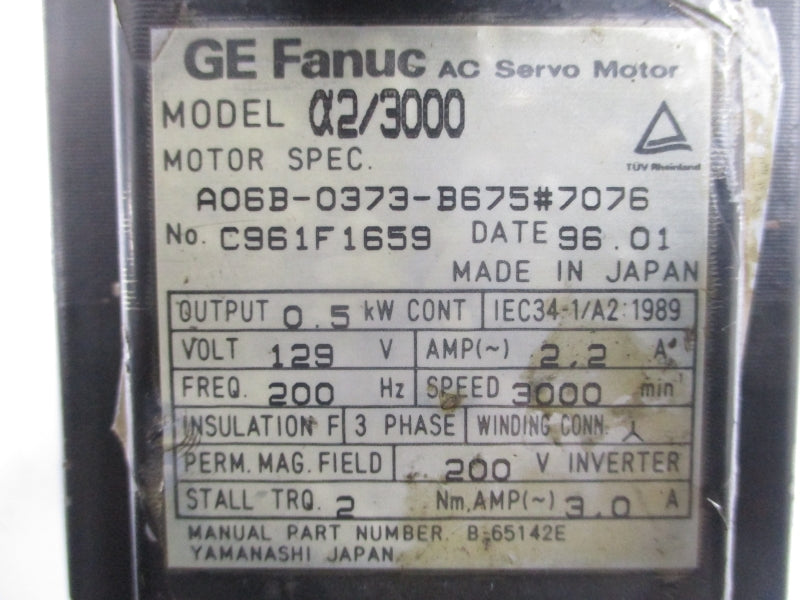 GE Fanuc AC Servo Motor
MODEL α2/3000
TÜV Rheinland
MOTOR SPEC.
A06B-0373-B675#7076
No. C961F1659 DATE 96.01
MADE IN JAPAN
OUTPUT 0.5 kW CONT IEC34-1/A2:1989
VOLT 129 V AMP(~) 2.2 A
FREQ. 200 Hz SPEED 3000 min⁻¹
INSULATION F 3 PHASE WINDING CONN. 人
PERM. MAG. FIELD 200 V INVERTER
STALL TRQ. 2 Nm, AMP(~) 3.0 A
MANUAL PART NUMBER. B-65142E
YAMANASHI JAPAN.